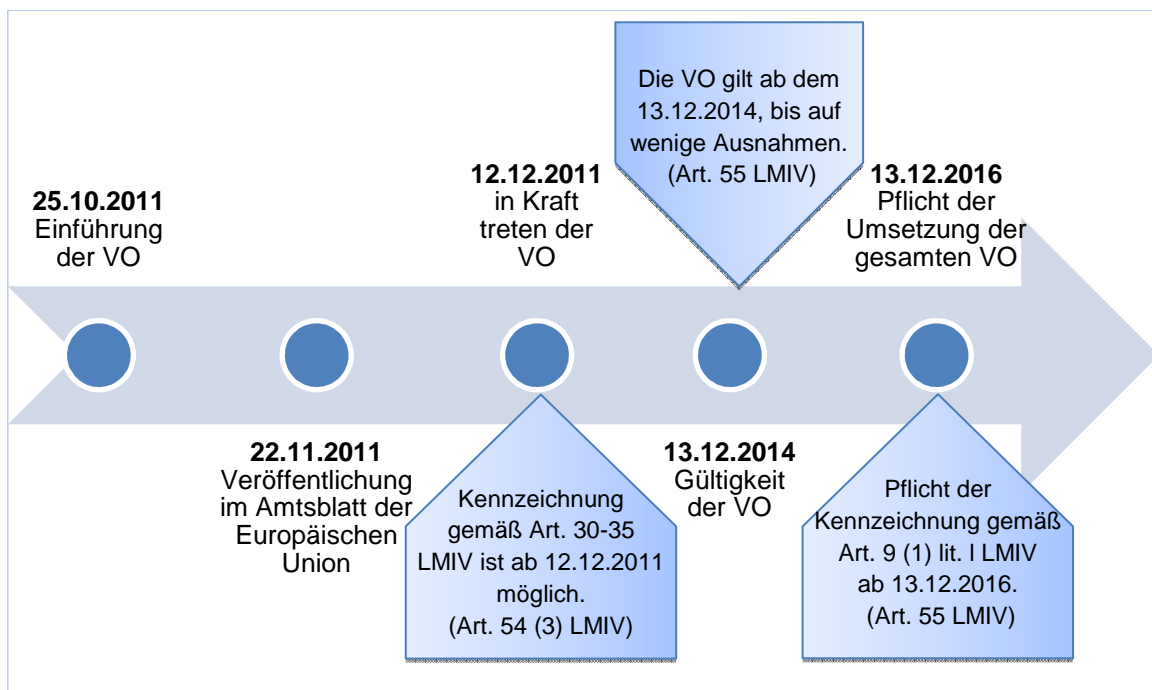 25.10.2011
Einführung
der VO
22.11.2011
Veröffentlichung
im Amtsblatt der
Europäischen
Union
12.12.2011
in Kraft
treten der
VO
Kennzeichnung
gemäß Art. 30-35
LMIV ist ab 12.12.2011
möglich.
(Art. 54 (3) LMIV)
Die VO gilt ab dem
13.12.2014, bis auf
wenige Ausnahmen.
(Art. 55 LMIV)
13.12.2014
Gültigkeit
der VO
13.12.2016
Pflicht der
Umsetzung der
gesamten VO
Pflicht der
Kennzeichnung gemäß
Art. 9 (1) lit. l LMIV
ab 13.12.2016.
(Art. 55 LMIV)